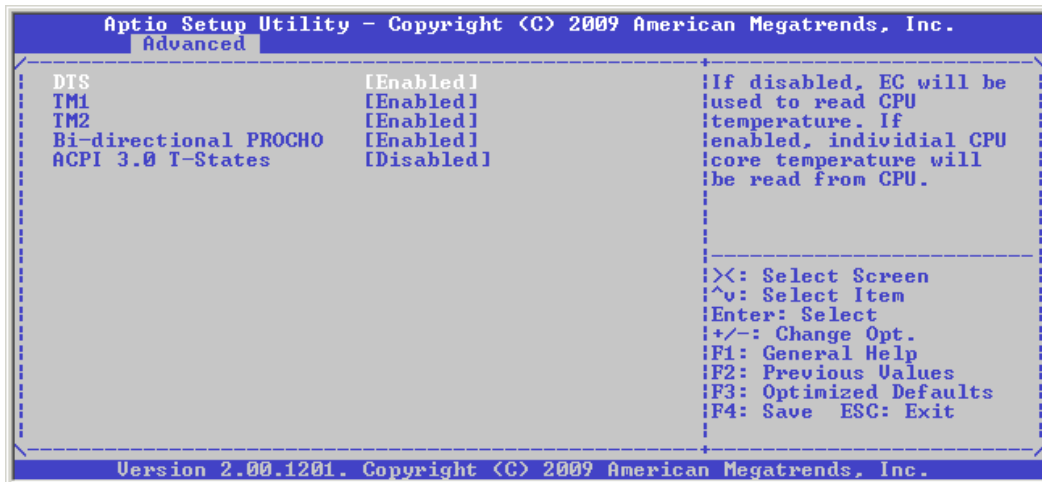 Aptio Setup Utility - Copyright (C) 2009 American Megatrends, Inc.
Advanced
DTS [Enabled]
TM1 [Enabled]
TM2 [Enabled]
Bi-directional PROCHO [Enabled]
ACPI 3.0 T-States [Disabled]
If disabled, EC will be
used to read CPU
temperature. If
enabled, individial CPU
core temperature will
be read from CPU.
><: Select Screen
^v: Select Item
Enter: Select
+/-: Change Opt.
F1: General Help
F2: Previous Values
F3: Optimized Defaults
F4: Save ESC: Exit
Version 2.00.1201. Copyright (C) 2009 American Megatrends, Inc.